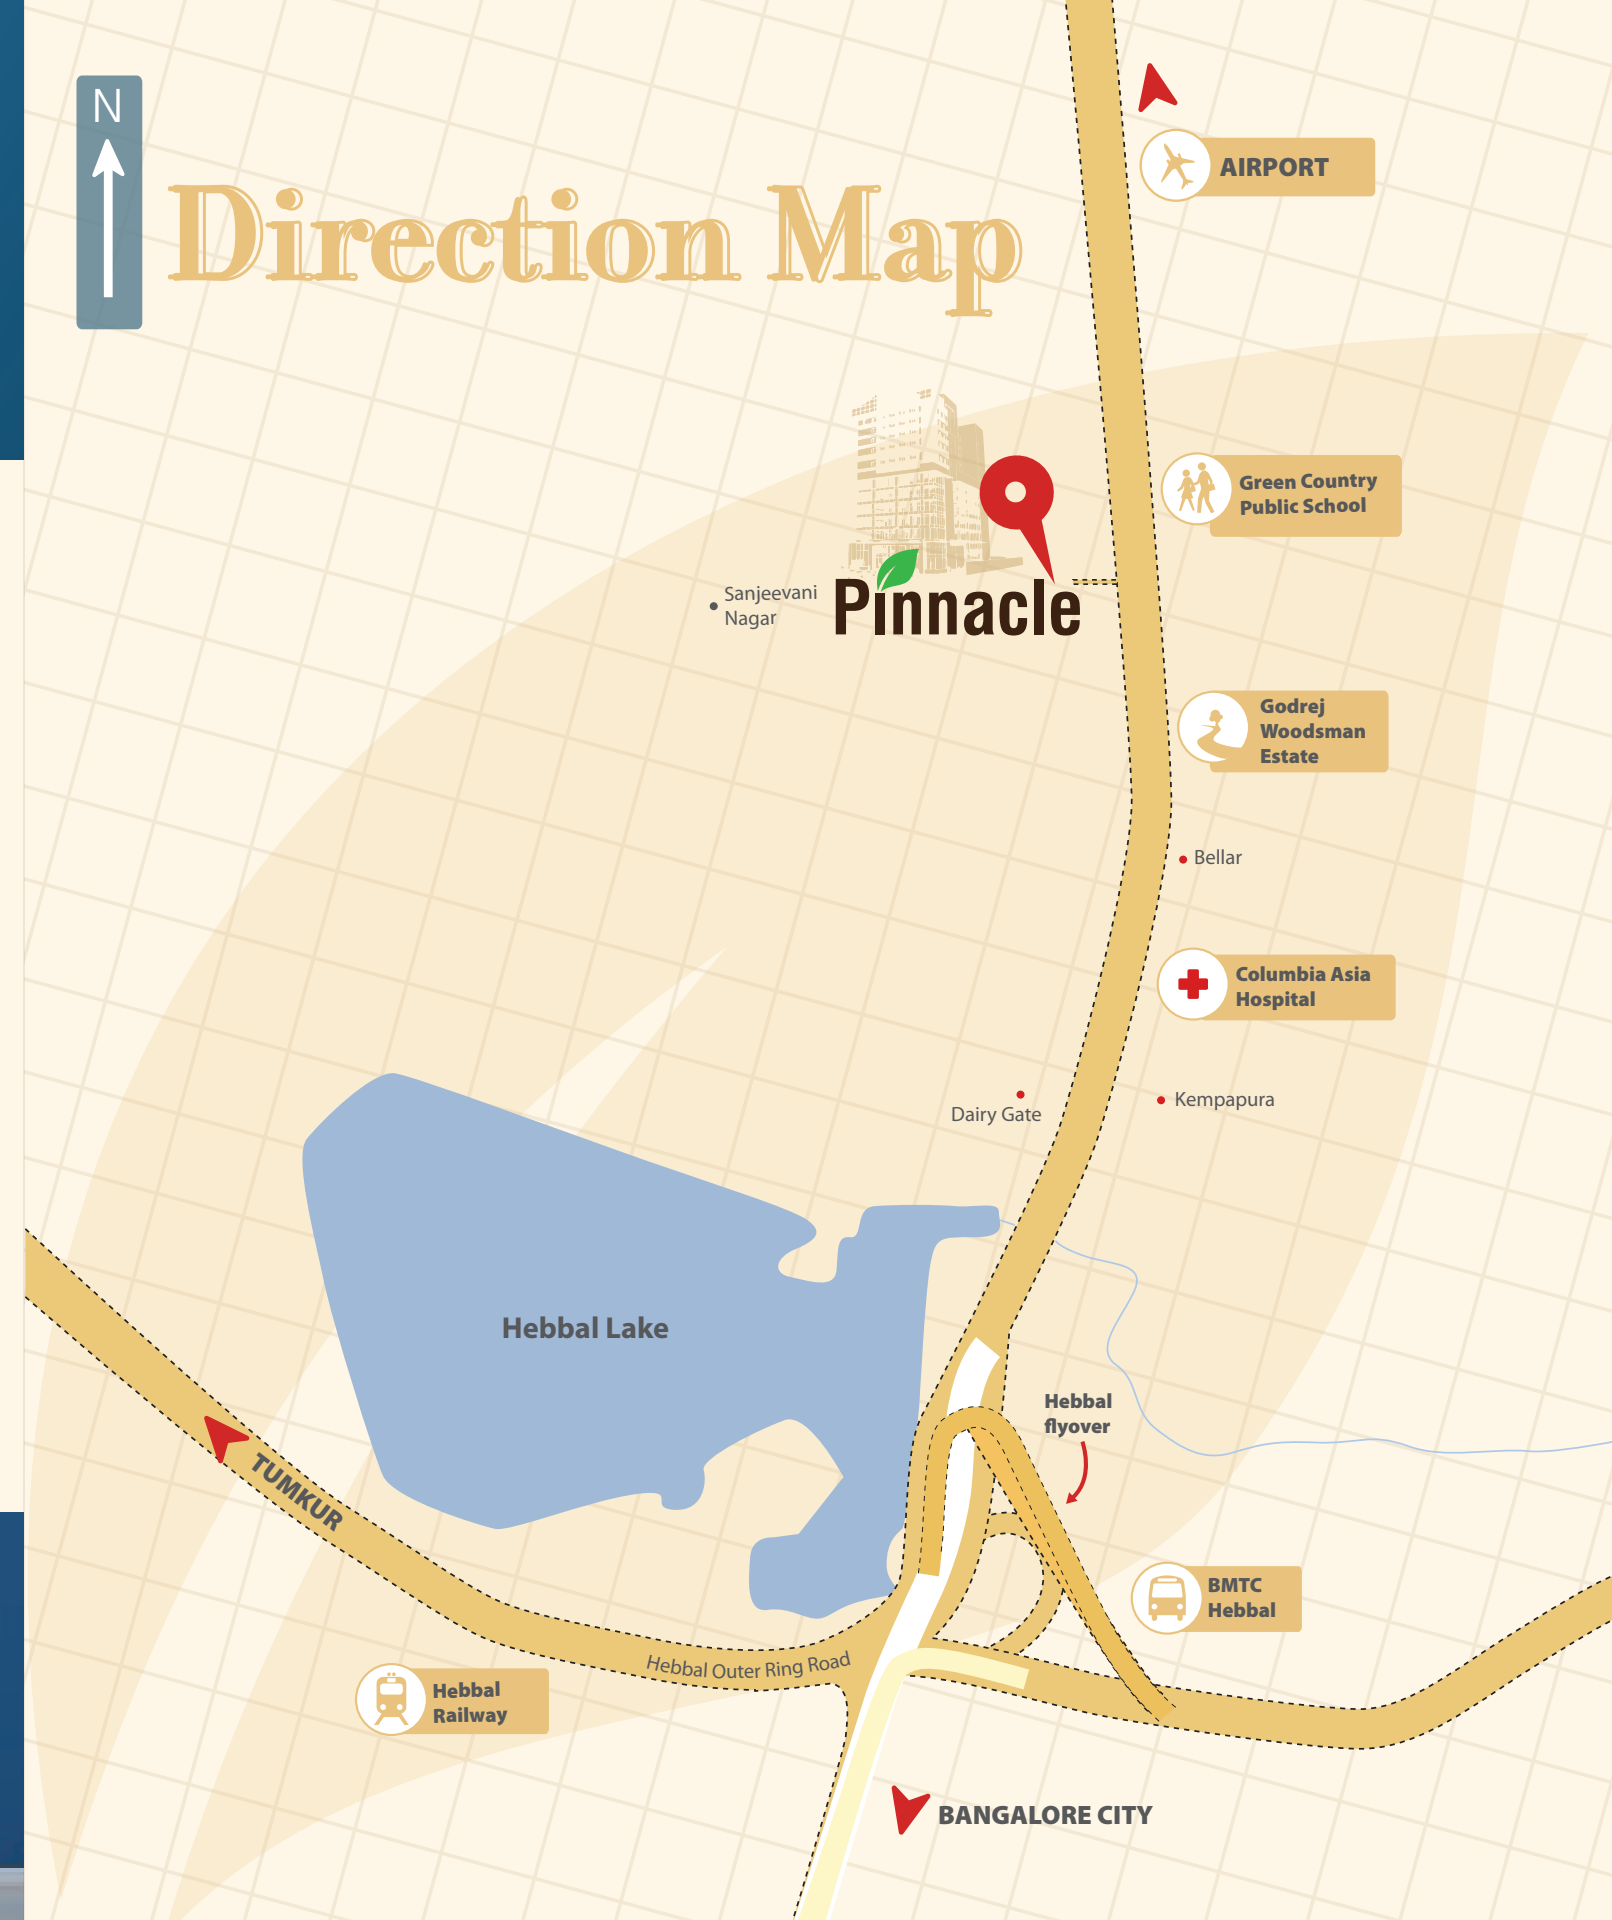 N
Direction Map
AIRPORT
Green Country
Public School
Sanjeevani
Nagar
Pinnacle
Godrej
Woodsman
Estate
Bellar
Columbia Asia
Hospital
Dairy Gate
Kempapura
Hebbal Lake
Hebbal
flyover
TUMKUR
BMTC
Hebbal
Hebbal Outer Ring Road
Hebbal
Railway
BANGALORE CITY